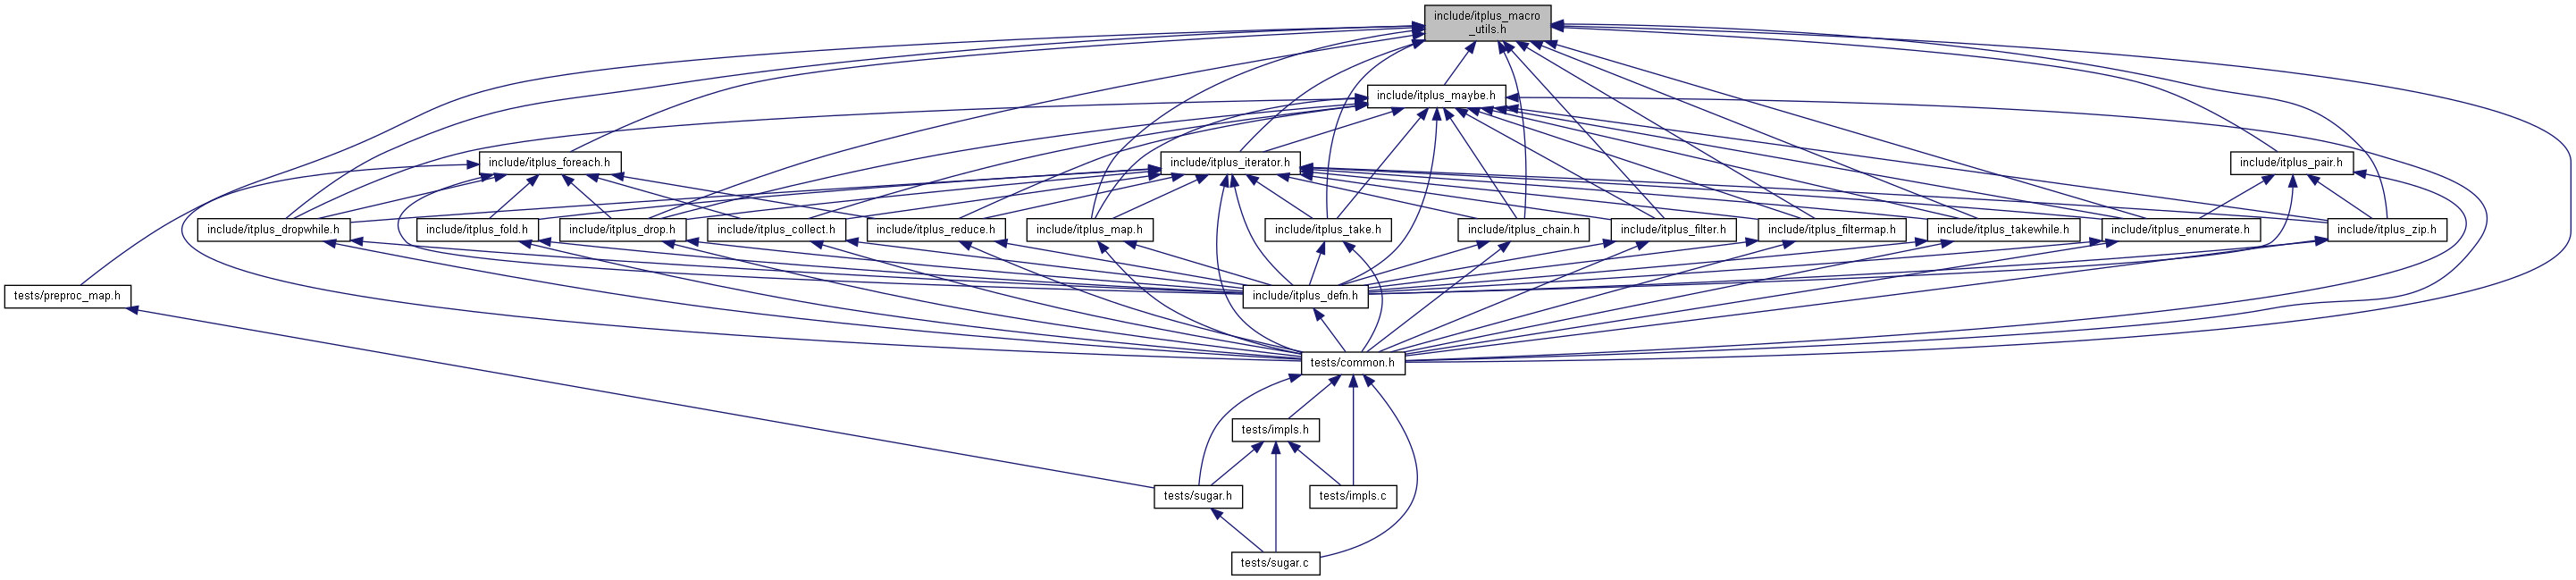 include/itplus_macro
_utils.h
include/itplus_maybe.h
include/itplus_foreach.h
include/itplus_iterator.h
include/itplus_pair.h
include/itplus_dropwhile.h
include/itplus_fold.h
include/itplus_drop.h
include/itplus_collect.h
include/itplus_reduce.h
include/itplus_map.h
include/itplus_take.h
include/itplus_chain.h
include/itplus_filter.h
include/itplus_filtermap.h
include/itplus_takewhile.h
include/itplus_enumerate.h
include/itplus_zip.h
tests/preproc_map.h
include/itplus_defn.h
tests/common.h
tests/impls.h
tests/sugar.h
tests/impls.c
tests/sugar.c